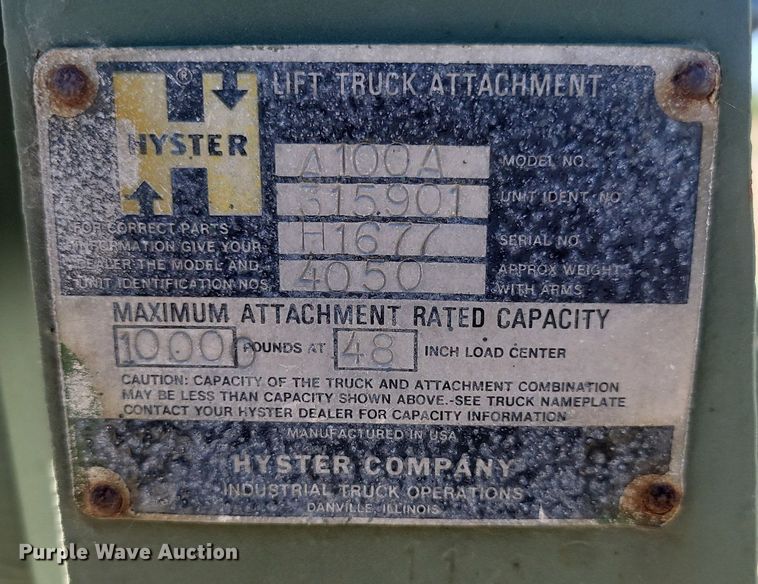 ®
LIFT TRUCK ATTACHMENT
HYSTER
A100A MODEL NO.
315901 UNIT IDENT. NO.
H1677 SERIAL NO.
4050 APPROX WEIGHT WITH ARMS
FOR CORRECT PARTS
INFORMATION GIVE YOUR
DEALER THE MODEL AND
UNIT IDENTIFICATION NOS.
MAXIMUM ATTACHMENT RATED CAPACITY
10000 POUNDS AT 48 INCH LOAD CENTER
CAUTION: CAPACITY OF THE TRUCK AND ATTACHMENT COMBINATION
MAY BE LESS THAN CAPACITY SHOWN ABOVE.-SEE TRUCK NAMEPLATE
CONTACT YOUR HYSTER DEALER FOR CAPACITY INFORMATION
MANUFACTURED IN USA
HYSTER COMPANY
INDUSTRIAL TRUCK OPERATIONS
DANVILLE, ILLINOIS
Purple Wave Auction